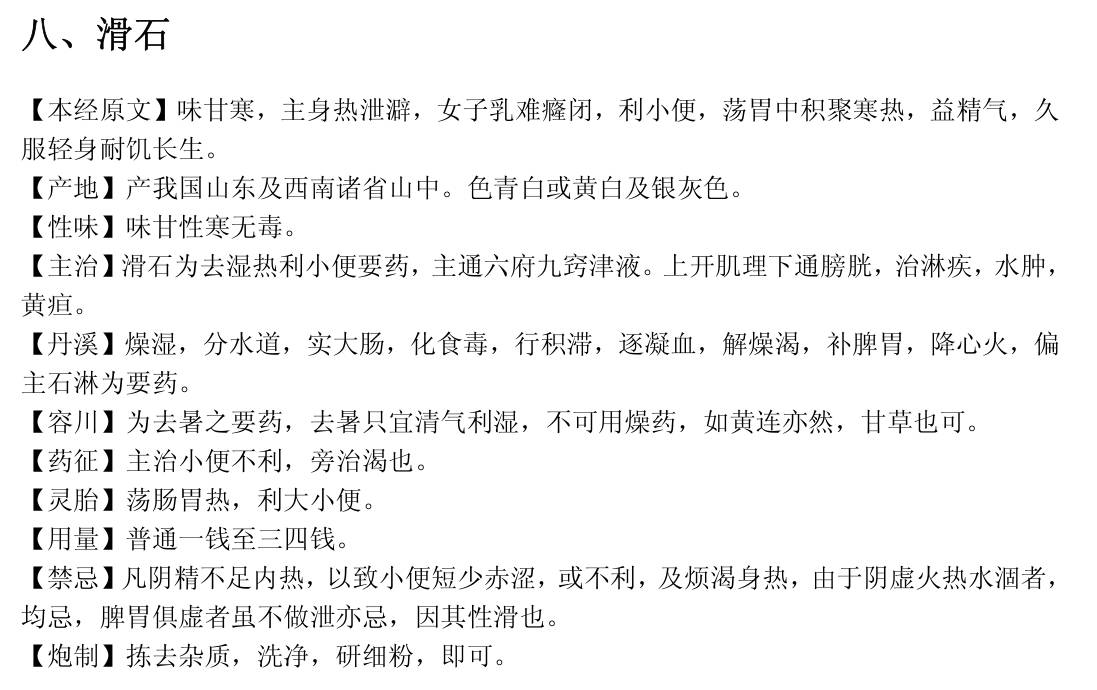 八、滑石
【本经原文】味甘寒，主身热泄澼，女子乳难癃闭，利小便，荡胃中积聚寒热，益精气，久
服轻身耐饥长生。
【产地】产我国山东及西南诸省山中。色青白或黄白及银灰色。
【性味】味甘性寒无毒。
【主治】滑石为去湿热利小便要药，主通六府九窍津液。上开肌理下通膀胱，治淋疾，水肿，
黄疸。
【丹溪】燥湿，分水道，实大肠，化食毒，行积滞，逐凝血，解燥渴，补脾胃，降心火，偏
主石淋为要药。
【容川】为去暑之要药，去暑只宜清气利湿，不可用燥药，如黄连亦然，甘草也可。
【药征】主治小便不利，旁治渴也。
【灵胎】荡肠胃热，利大小便。
【用量】普通一钱至三四钱。
【禁忌】凡阴精不足内热，以致小便短少赤涩，或不利，及烦渴身热，由于阴虚火热水涸者，
均忌，脾胃俱虚者虽不做泄亦忌，因其性滑也。
【炮制】拣去杂质，洗净，研细粉，即可。